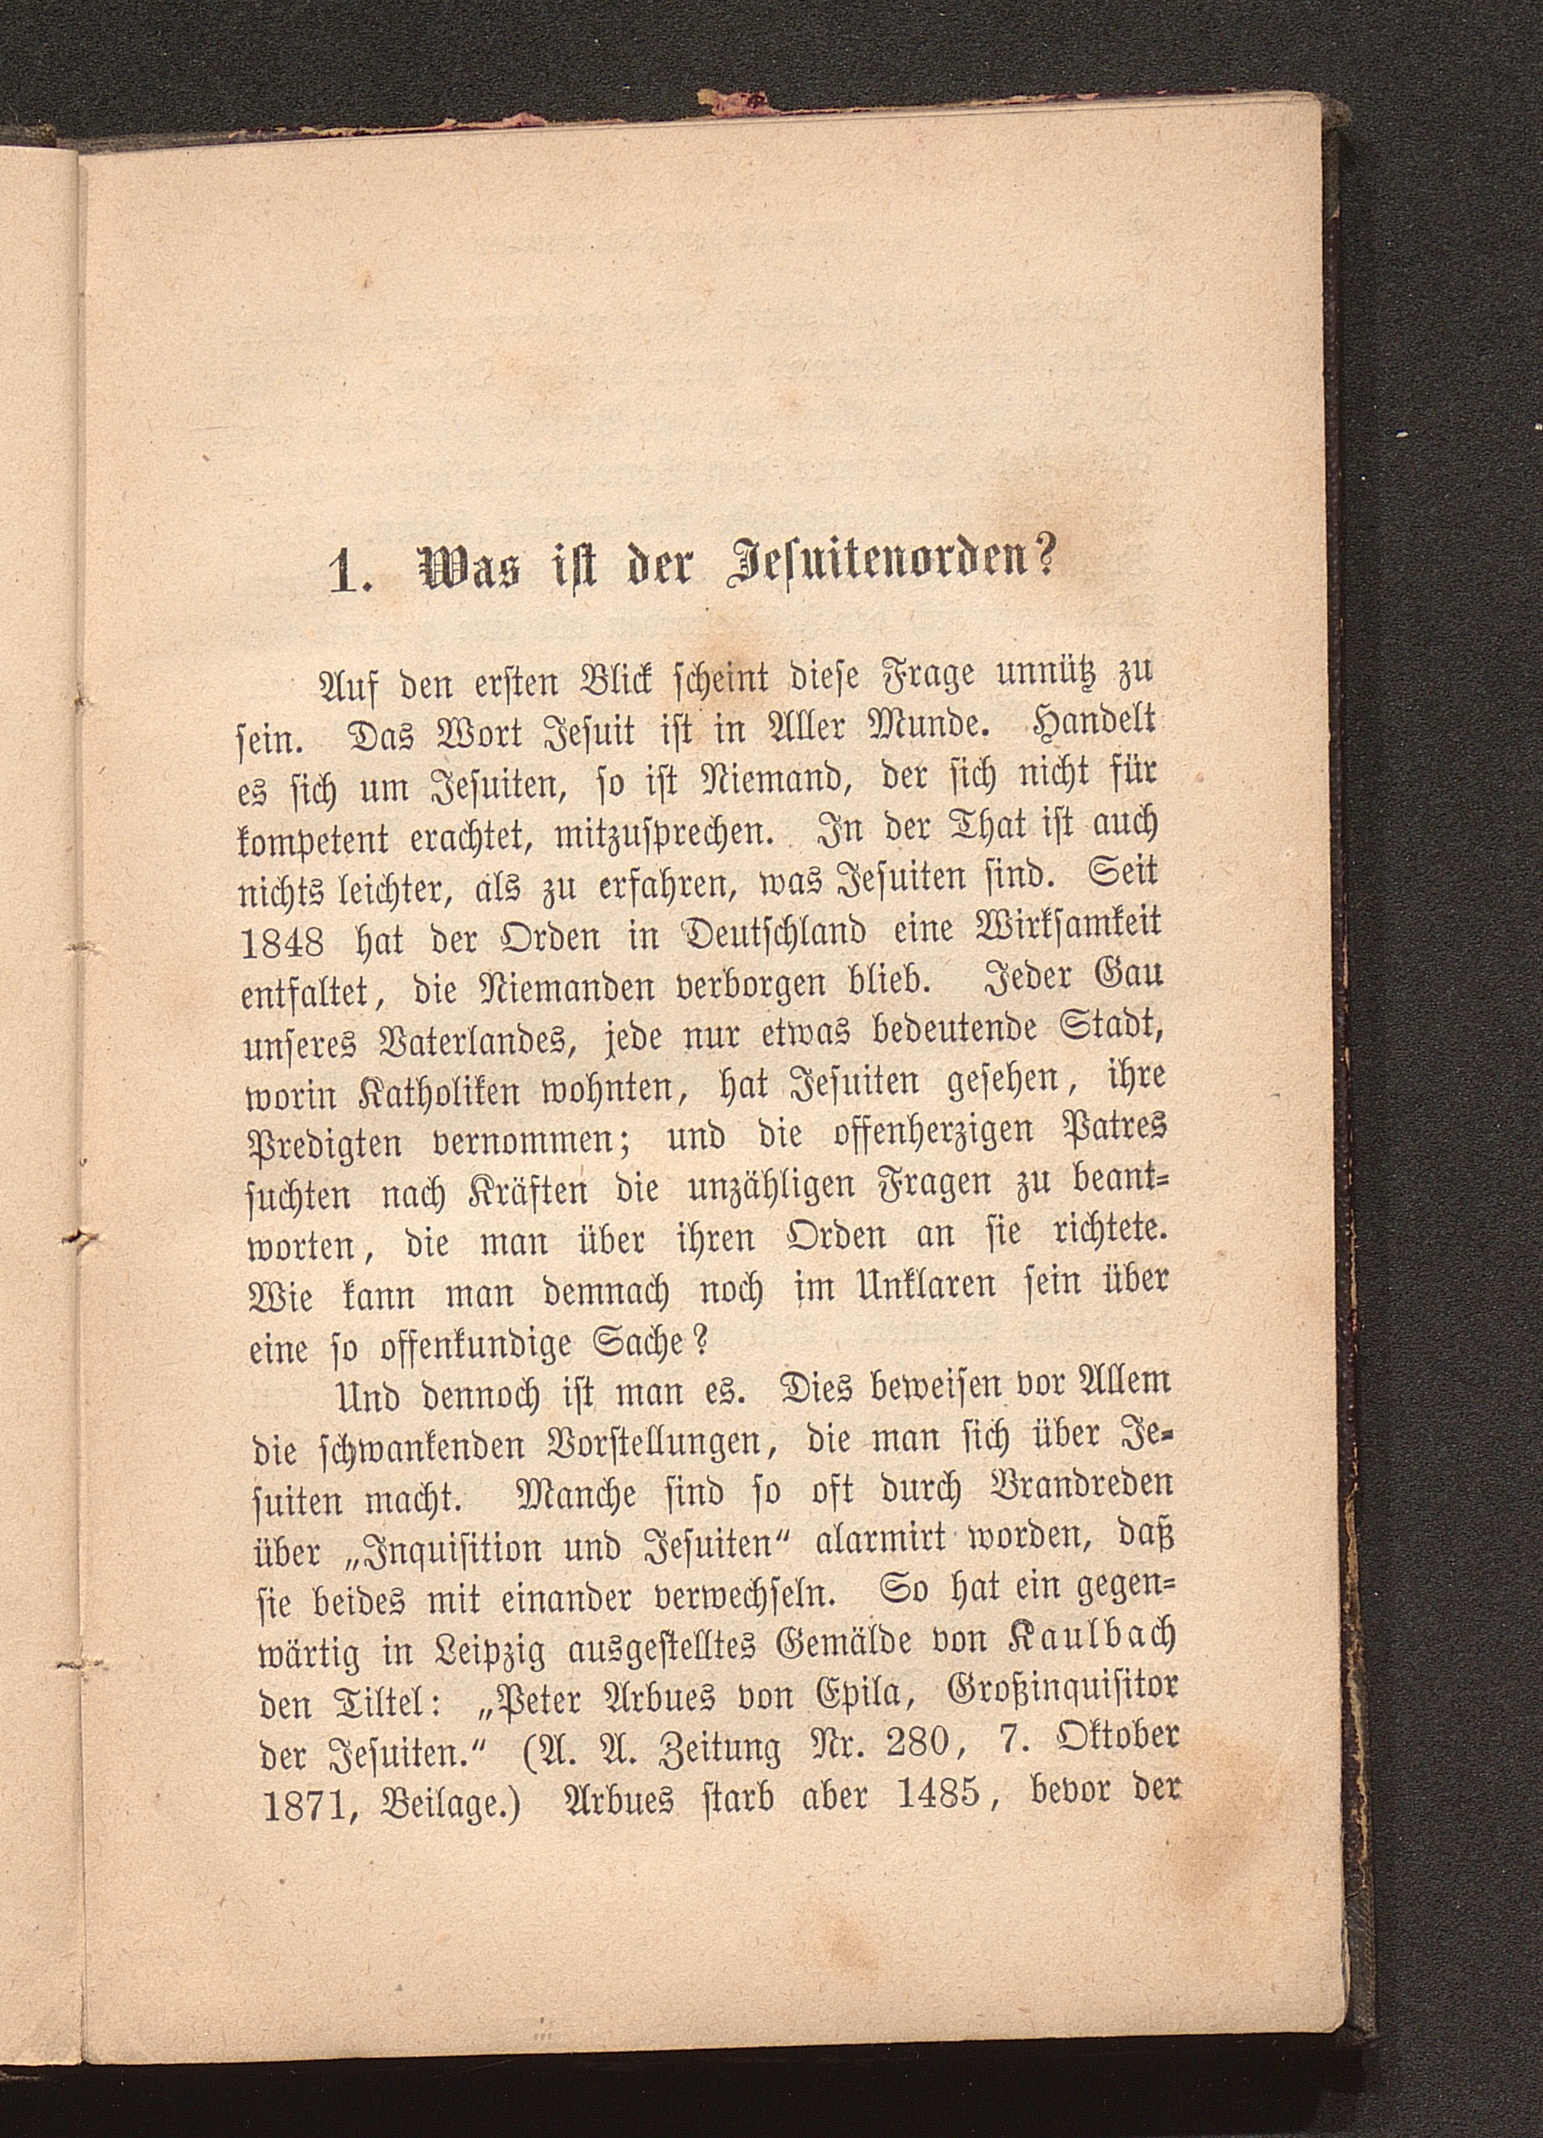 1. Was ist der Jesuitenorden?
Auf den ersten Blick scheint diese Frage unnütz zu
sein. Das Wort Jesuit ist in Aller Munde. Handelt
es sich um Jesuiten, so ist Niemand, der sich nicht für
kompetent erachtet, mitzusprechen. In der That ist auch
nichts leichter, als zu erfahren, was Jesuiten sind. Seit
1848 hat der Orden in Deutschland eine Wirksamkeit
entfaltet, die Niemanden verborgen blieb. Jeder Gau
unseres Vaterlandes, jede nur etwas bedeutende Stadt,
worin Katholiken wohnten, hat Jesuiten gesehen, ihre
Predigten vernommen; und die offenherzigen Patres
suchten nach Kräften die unzähligen Fragen zu beant=
worten, die man über ihren Orden an sie richtete.
Wie kann man demnach noch im Unklaren sein über
eine so offenkundige Sache?
Und dennoch ist man es. Dies beweisen vor Allem
die schwankenden Vorstellungen, die man sich über Je=
suiten macht. Manche sind so oft durch Brandreden
über „Inquisition und Jesuiten“ alarmirt worden, daß
sie beides mit einander verwechseln. So hat ein gegen=
wärtig in Leipzig ausgestelltes Gemälde von Kaulbach
den Tiltel: „Peter Arbues von Epila, Großinquisitor
der Jesuiten.“ (A. A. Zeitung Nr. 280, 7. Oktober
1871, Beilage.) Arbues starb aber 1485, bevor der